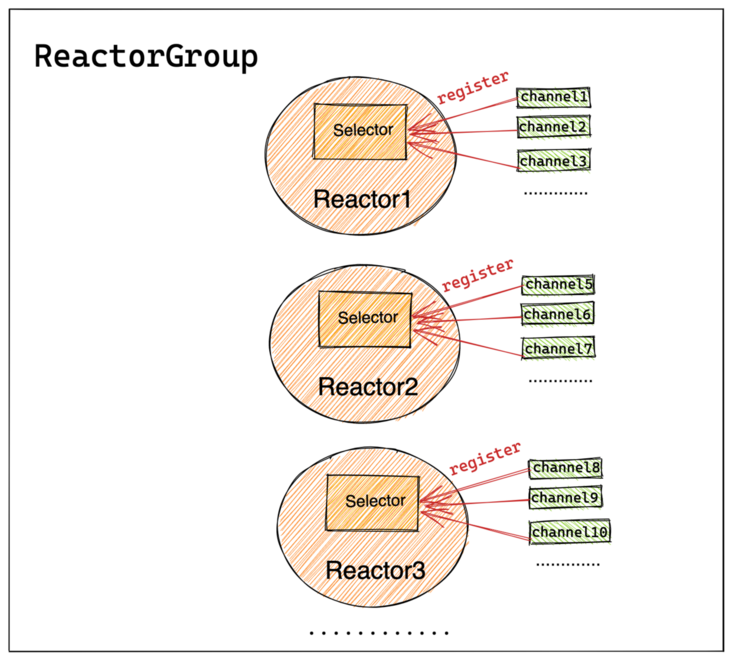 ReactorGroup
register
channel1
Selector
channel2
channel3
.............
Reactor1
register
channel5
Selector
channel6
channel7
.............
Reactor2
register
channel8
Selector
channel9
channel10
.............
Reactor3
............